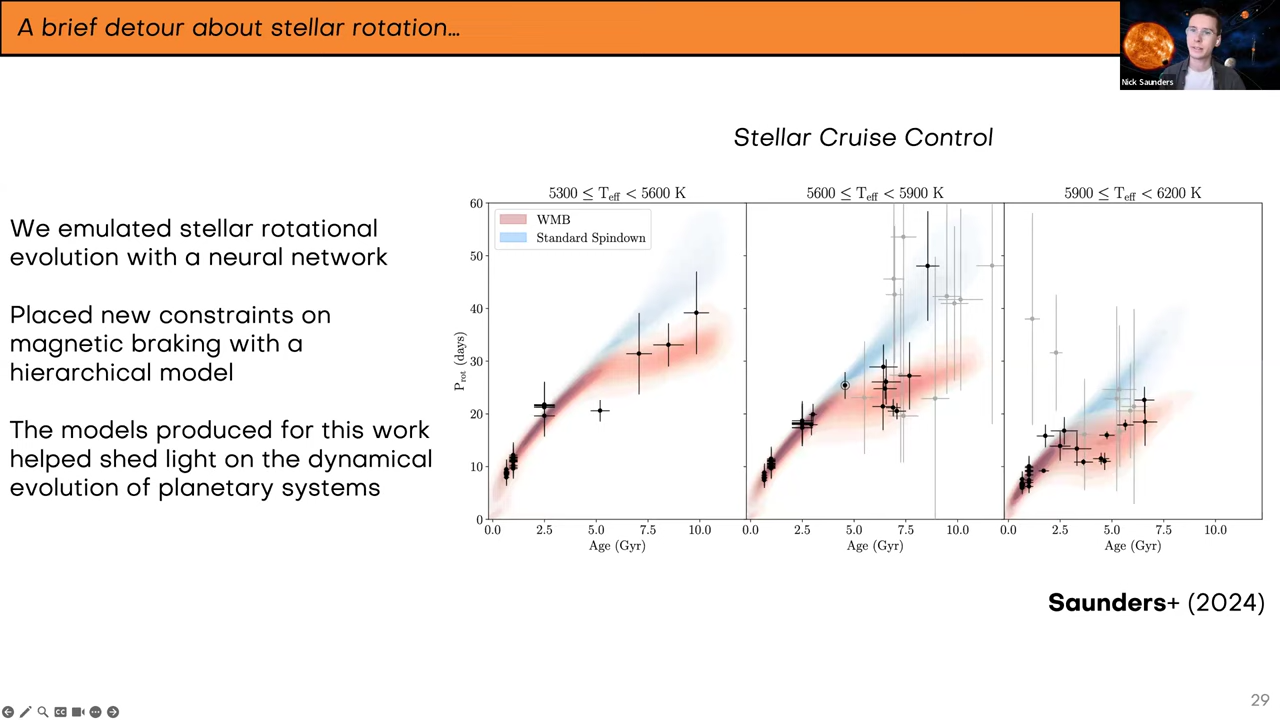 A brief detour about stellar rotation...
Nick Saunders
Stellar Cruise Control
We emulated stellar rotational
evolution with a neural network
Placed new constraints on
magnetic braking with a
hierarchical model
The models produced for this work
helped shed light on the dynamical
evolution of planetary systems
5300 ≤ Teff < 5600 K
5600 ≤ Teff < 5900 K
5900 ≤ Teff < 6200 K
WMB
Standard Spindown
Prot (days)
60
50
40
30
20
10
0
0.0 2.5 5.0 7.5 10.0
0.0 2.5 5.0 7.5 10.0
0.0 2.5 5.0 7.5 10.0
Age (Gyr)
Age (Gyr)
Age (Gyr)
Saunders+ (2024)
CC
29